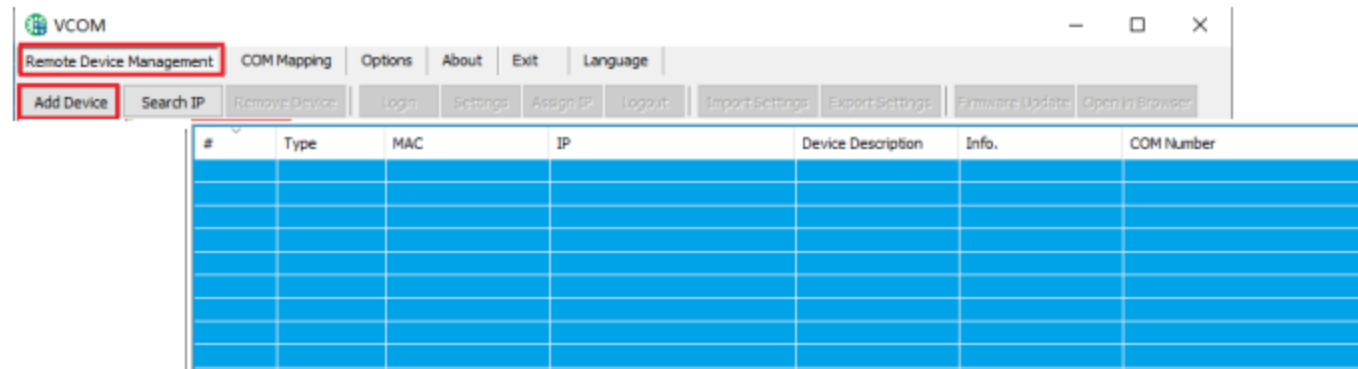 VCOM
Remote Device Management COM Mapping Options About Exit Language
Add Device Search IP Remove Device Login Settings Assign IP Logout Import Settings Export Settings Firmware Update Open in Browser
# Type MAC IP Device Description Info. COM Number